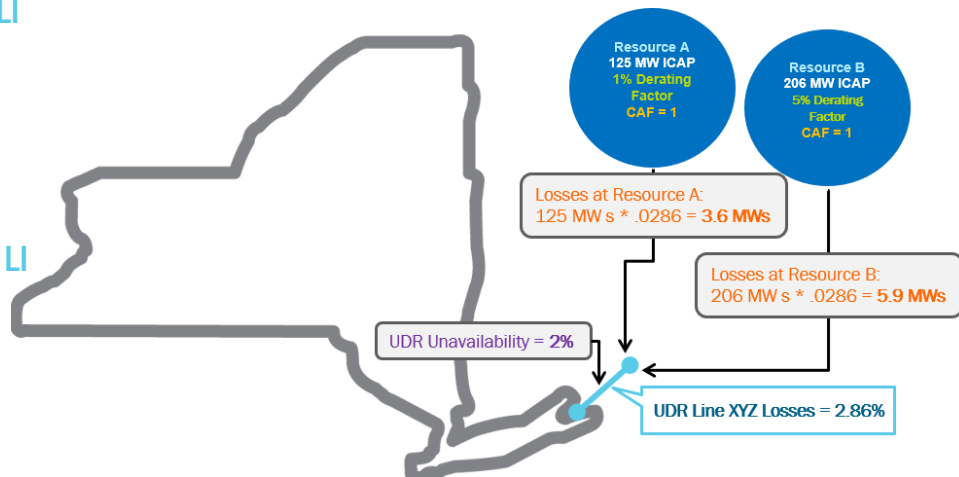 LI
Resource A
125 MW ICAP
1% Derating
Factor
CAF = 1
Resource B
206 MW ICAP
5% Derating
Factor
CAF = 1
Losses at Resource A:
125 MW s * .0286 = 3.6 MWs
LI
Losses at Resource B:
206 MW s * .0286 = 5.9 MWs
UDR Unavailability = 2%
UDR Line XYZ Losses = 2.86%